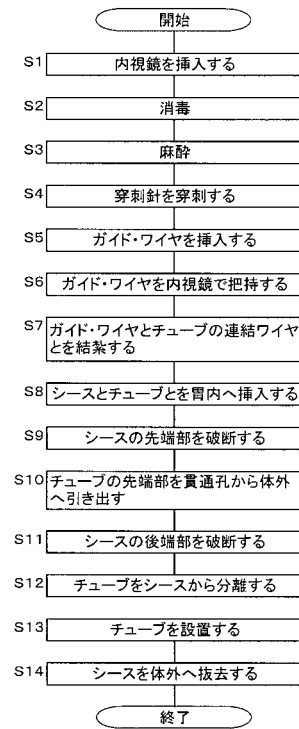 開始
S1 内視鏡を挿入する
S2 消毒
S3 麻酔
S4 穿刺針を穿刺する
S5 ガイド・ワイヤを挿入する
S6 ガイド・ワイヤを内視鏡で把持する
S7 ガイド・ワイヤとチューブの連結ワイヤ
とを結紮する
S8 シースとチューブとを胃内へ挿入する
S9 シースの先端部を破断する
S10 チューブの先端部を貫通孔から体外
へ引き出す
S11 シースの後端部を破断する
S12 チューブをシースから分離する
S13 チューブを設置する
S14 シースを体外へ抜去する
終了